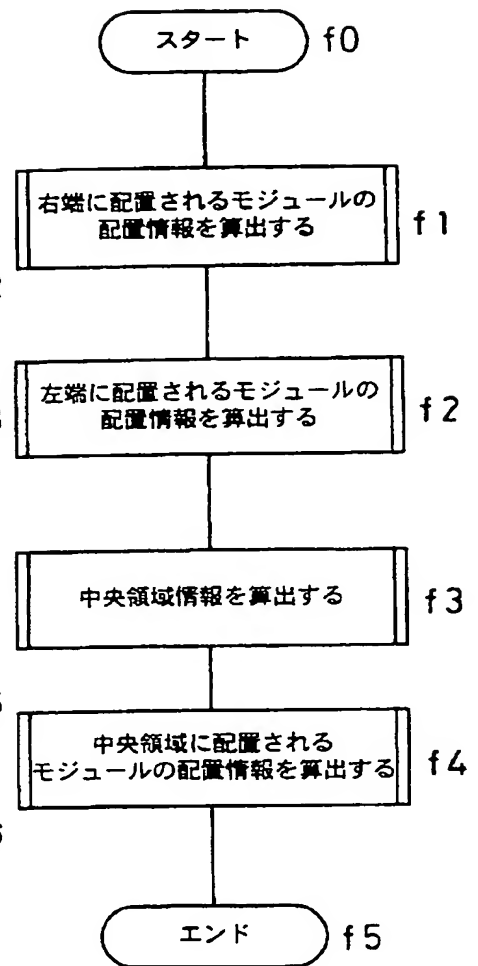 スタート f0
右端に配置されるモジュールの
配置情報を算出する f1
左端に配置されるモジュールの
配置情報を算出する f2
中央領域情報を算出する f3
中央領域に配置される
モジュールの配置情報を算出する f4
エンド f5